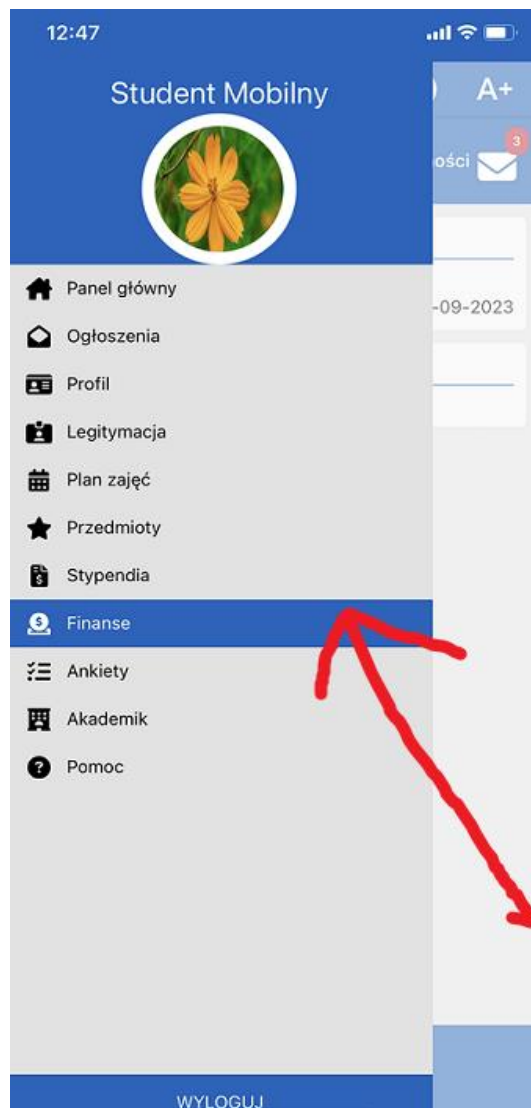 12:47
Student Mobilny
A+
ości
3
Panel główny
Ogłoszenia
-09-2023
Profil
Legitymacja
Plan zajęć
Przedmioty
Stypendia
Finanse
Ankiety
Akademik
Pomoc
WYLOGUJ